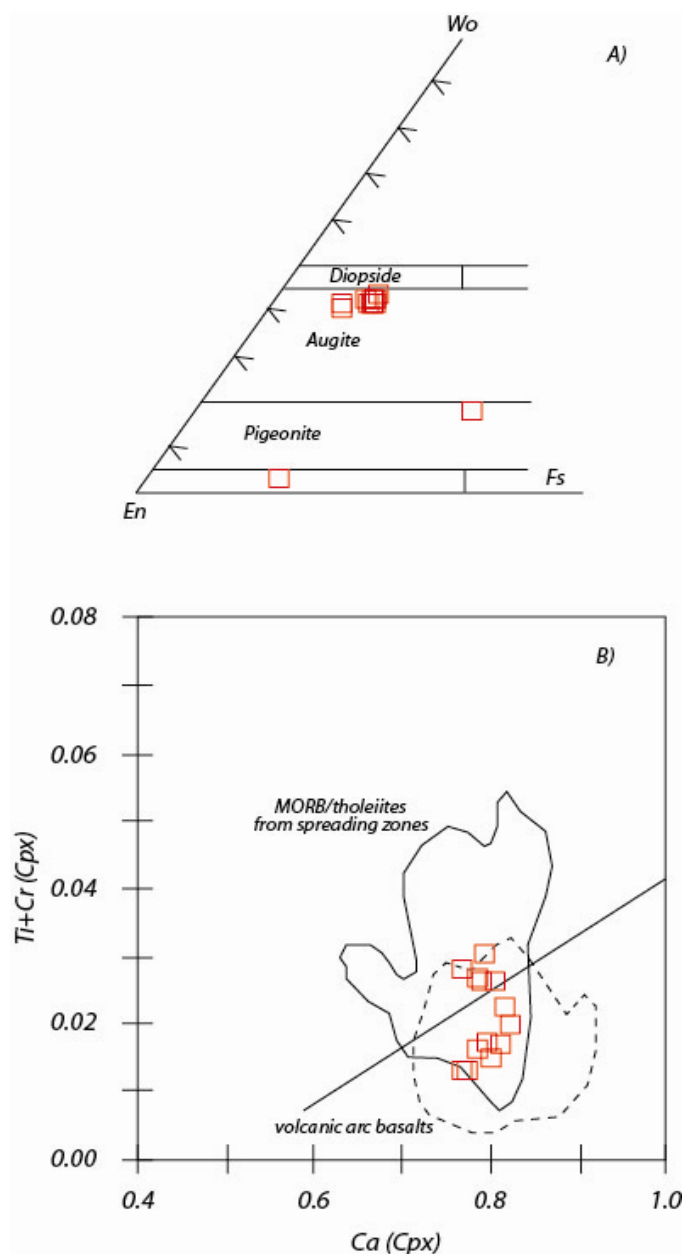 Wo
A)
Diopside
Augite
Pigeonite
Fs
En
0.08
B)
0.06
MORB/tholeiites
from spreading zones
Ti+Cr (Cpx)
0.04
0.02
volcanic arc basalts
0.00
0.4
0.6
0.8
1.0
Ca (Cpx)